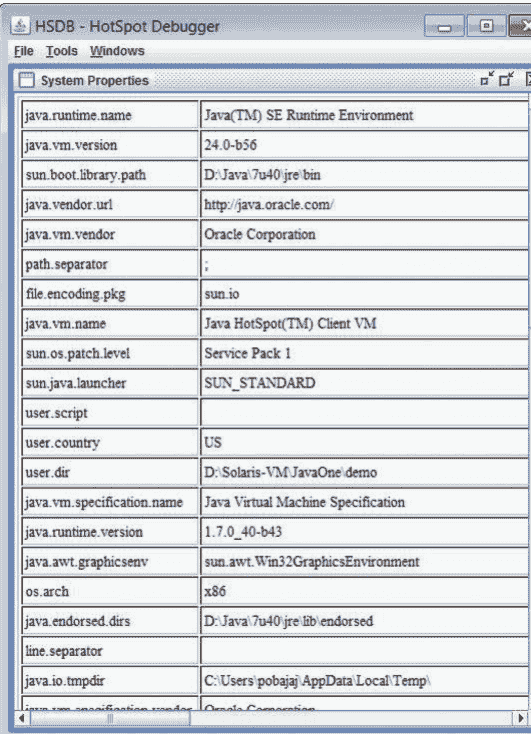 HSDB - HotSpot Debugger
File Tools Windows
System Properties
java.runtime.name Java(TM) SE Runtime Environment
java.vm.version 24.0-b56
sun.boot.library.path D:\Java\7u40\jre\bin
java.vendor.url http://java.oracle.com/
java.vm.vendor Oracle Corporation
path.separator ;
file.encoding.pkg sun.io
java.vm.name Java HotSpot(TM) Client VM
sun.os.patch.level Service Pack 1
sun.java.launcher SUN_STANDARD
user.script
user.country US
user.dir D:\Solaris-VM\JavaOne\demo
java.vm.specification.name Java Virtual Machine Specification
java.runtime.version 1.7.0_40-b43
java.awt.graphicsenv sun.awt.Win32GraphicsEnvironment
os.arch x86
java.endorsed.dirs D:\Java\7u40\jre\lib\endorsed
line.separator
java.io.tmpdir C:\Users\pobajaj\AppData\Local\Temp\
java.vm.specification.vendor Oracle Corporation